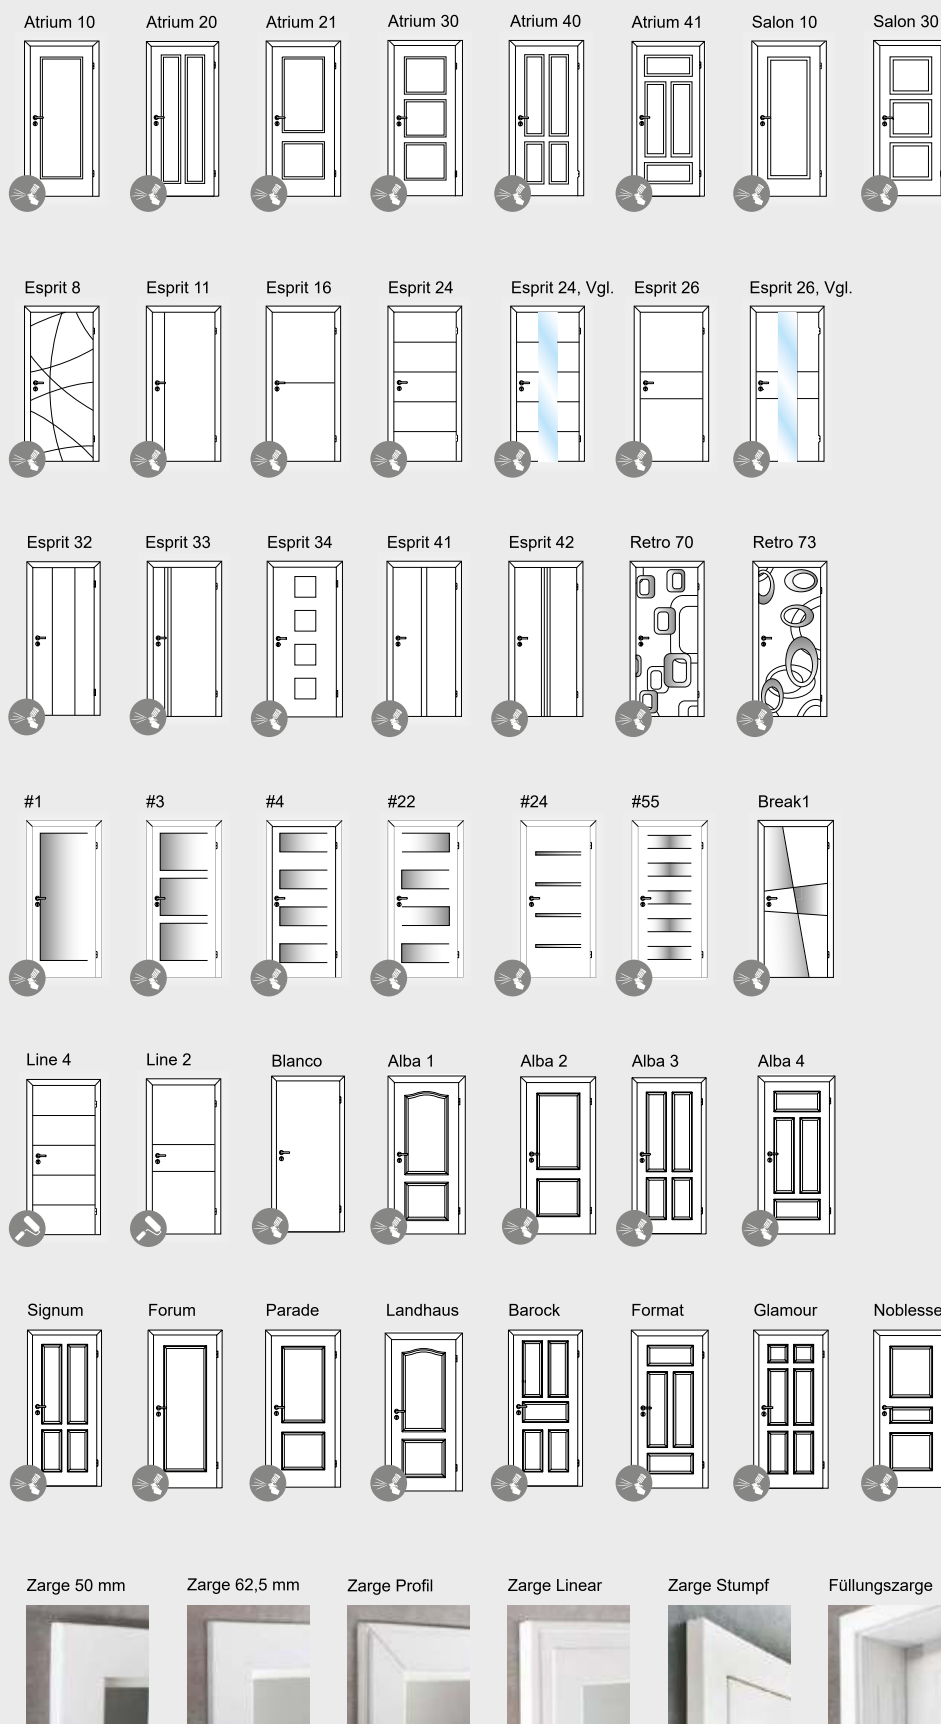 Atrium 10 Atrium 20 Atrium 21 Atrium 30 Atrium 40 Atrium 41 Salon 10 Salon 30
Esprit 8 Esprit 11 Esprit 16 Esprit 24 Esprit 24, Vgl. Esprit 26 Esprit 26, Vgl.
Esprit 32 Esprit 33 Esprit 34 Esprit 41 Esprit 42 Retro 70 Retro 73
#1 #3 #4 #22 #24 #55 Break1
Line 4 Line 2 Blanco Alba 1 Alba 2 Alba 3 Alba 4
Signum Forum Parade Landhaus Barock Format Glamour Noblesse
Zarge 50 mm Zarge 62,5 mm Zarge Profil Zarge Linear Zarge Stumpf Füllungszarge